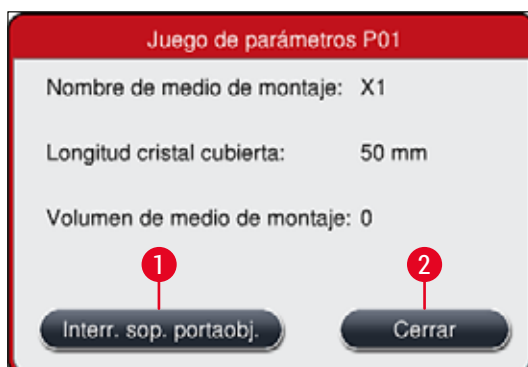 Juego de parámetros P01
Nombre de medio de montaje: X1
Longitud cristal cubierta: 50 mm
Volumen de medio de montaje: 0
1 2
Interr. sop. portaobj. Cerrar